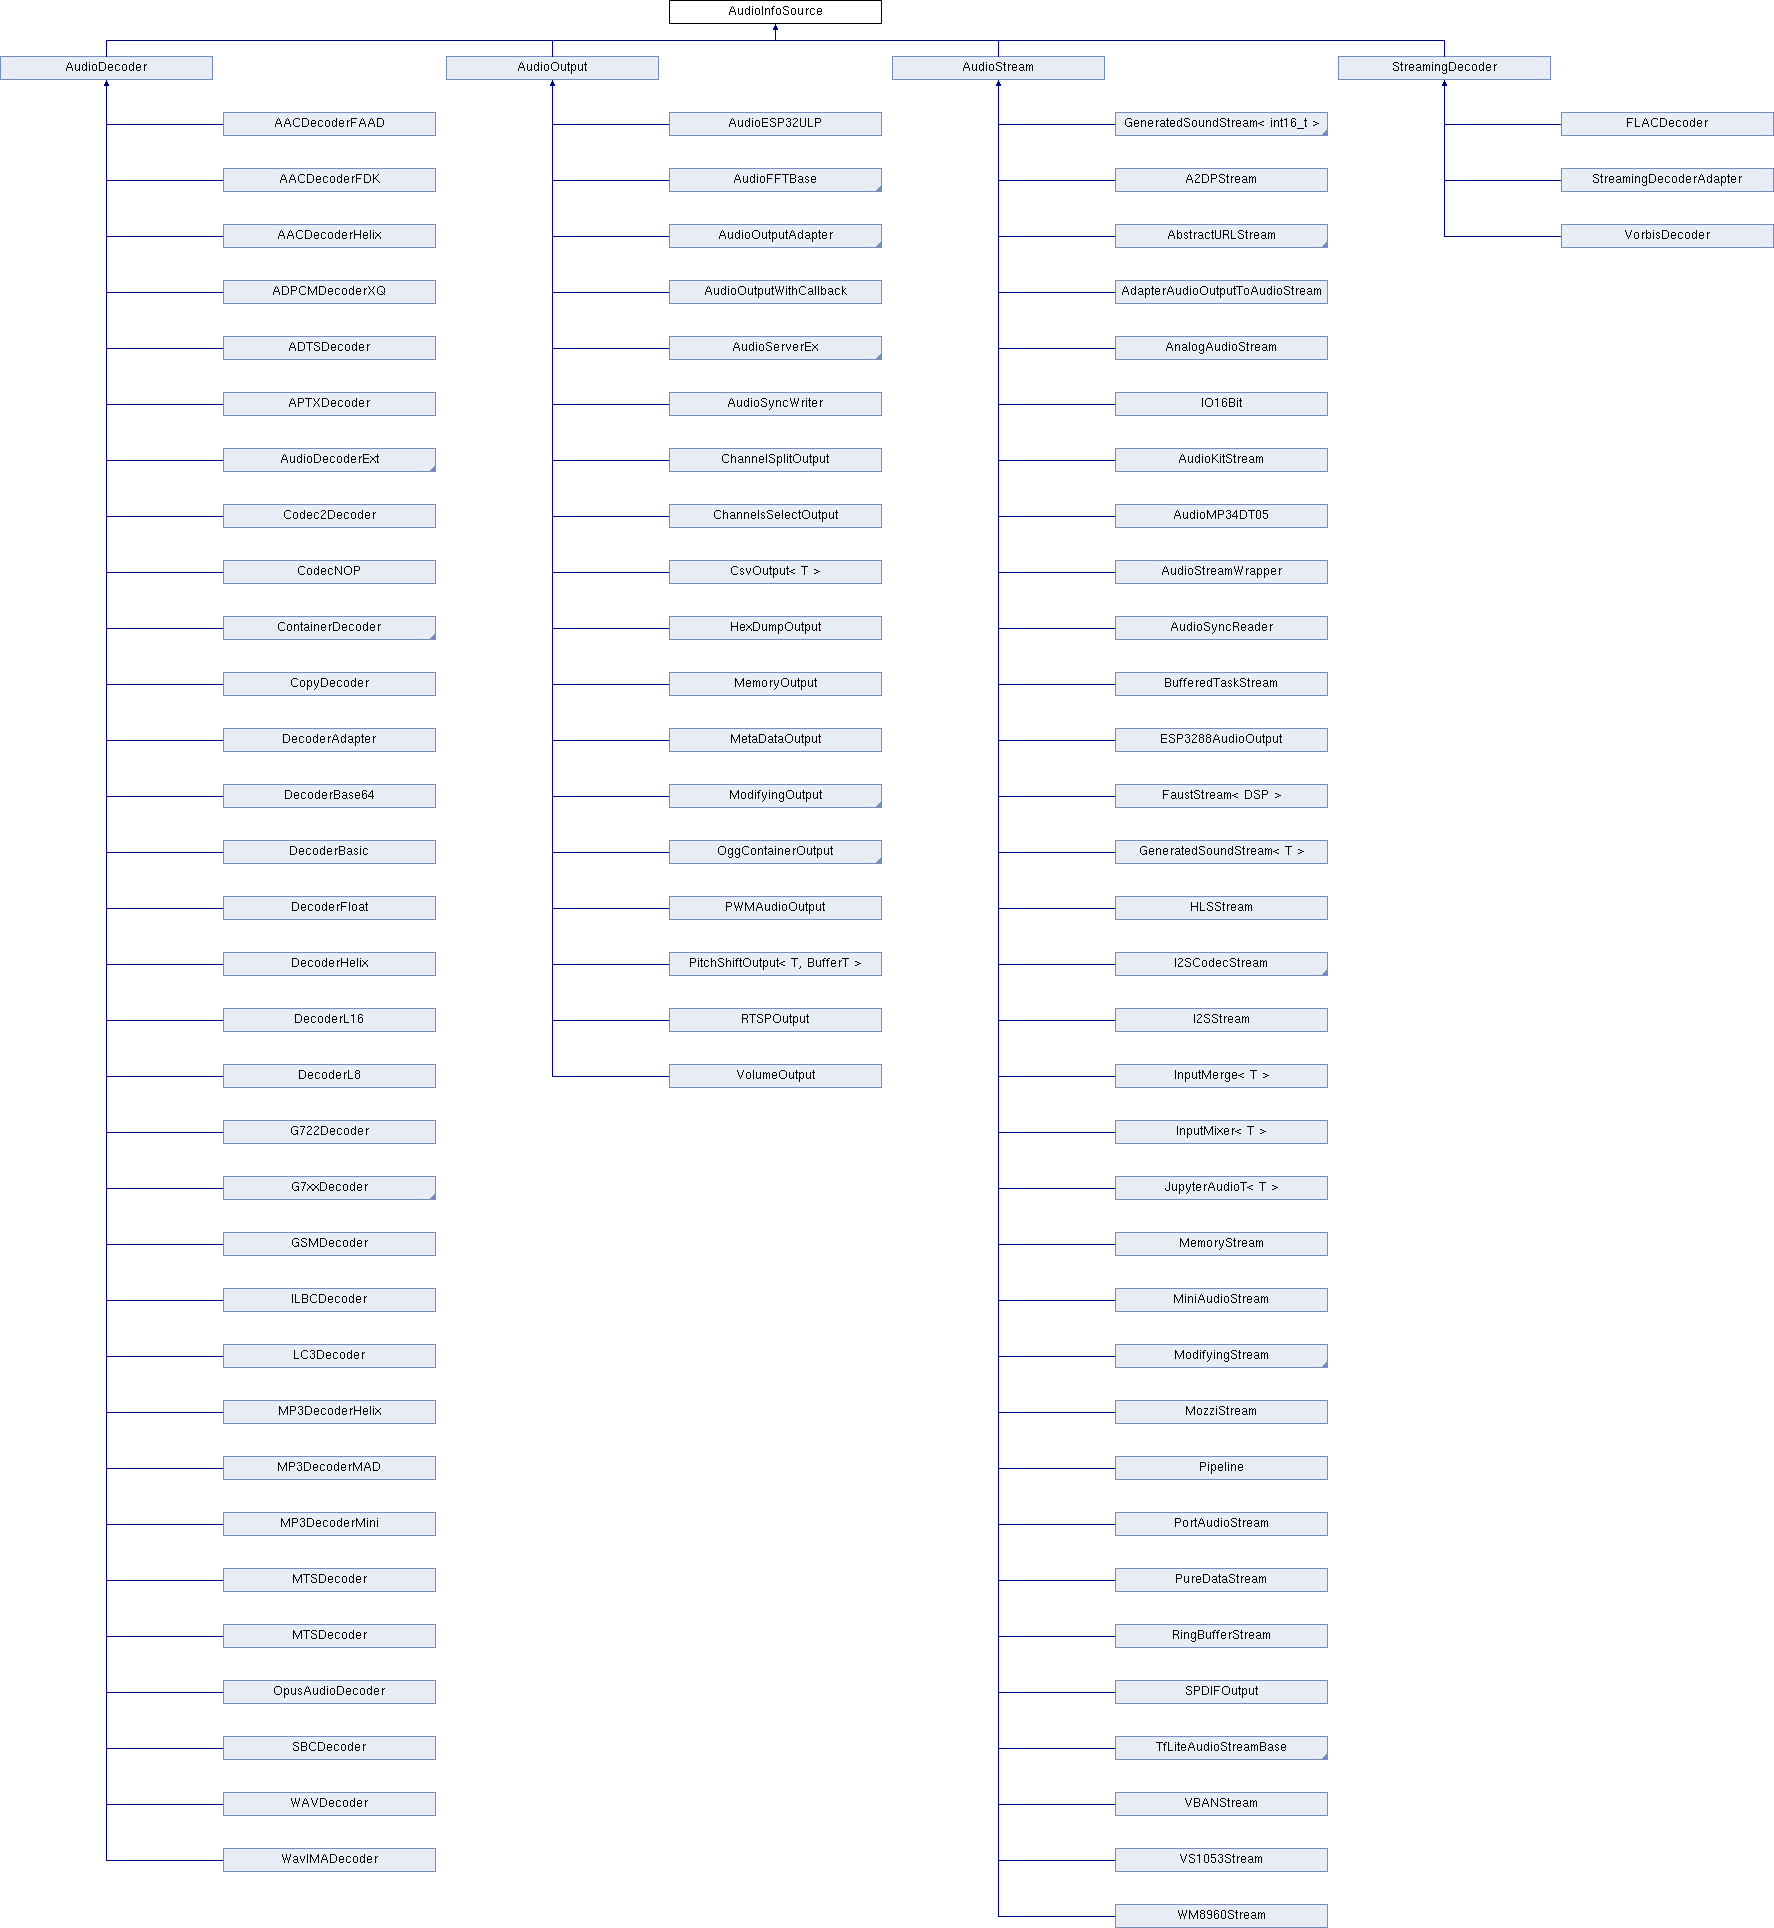 AudioInfoSource
AudioDecoder
AudioOutput
AudioStream
StreamingDecoder
AACDecoderFAAD
AACDecoderFDK
AACDecoderHelix
ADPCMDecoderXQ
ADTSDecoder
APTXDecoder
AudioDecoderExt
Codec2Decoder
CodecNOP
ContainerDecoder
CopyDecoder
DecoderAdapter
DecoderBase64
DecoderBasic
DecoderFloat
DecoderHelix
DecoderL16
DecoderL8
G722Decoder
G7xxDecoder
GSMDecoder
ILBCDecoder
LC3Decoder
MP3DecoderHelix
MP3DecoderMAD
MP3DecoderMini
MTSDecoder
MTSDecoder
OpusAudioDecoder
SBCDecoder
WAVDecoder
WavIMADecoder
AudioESP32ULP
AudioFFTBase
AudioOutputAdapter
AudioOutputWithCallback
AudioServerEx
AudioSyncWriter
ChannelSplitOutput
ChannelsSelectOutput
CsvOutput< T >
HexDumpOutput
MemoryOutput
MetaDataOutput
ModifyingOutput
OggContainerOutput
PWMAudioOutput
PitchShiftOutput< T, BufferT >
RTSPOutput
VolumeOutput
GeneratedSoundStream< int16_t >
A2DPStream
AbstractURLStream
AdapterAudioOutputToAudioStream
AnalogAudioStream
IO16Bit
AudioKitStream
AudioMP34DT05
AudioStreamWrapper
AudioSyncReader
BufferedTaskStream
ESP3288AudioOutput
FaustStream< DSP >
GeneratedSoundStream< T >
HLSStream
I2SCodecStream
I2SStream
InputMerge< T >
InputMixer< T >
JupyterAudioT< T >
MemoryStream
MiniAudioStream
ModifyingStream
MozziStream
Pipeline
PortAudioStream
PureDataStream
RingBufferStream
SPDIFOutput
TfLiteAudioStreamBase
VBANStream
VS1053Stream
WM8960Stream
FLACDecoder
StreamingDecoderAdapter
VorbisDecoder